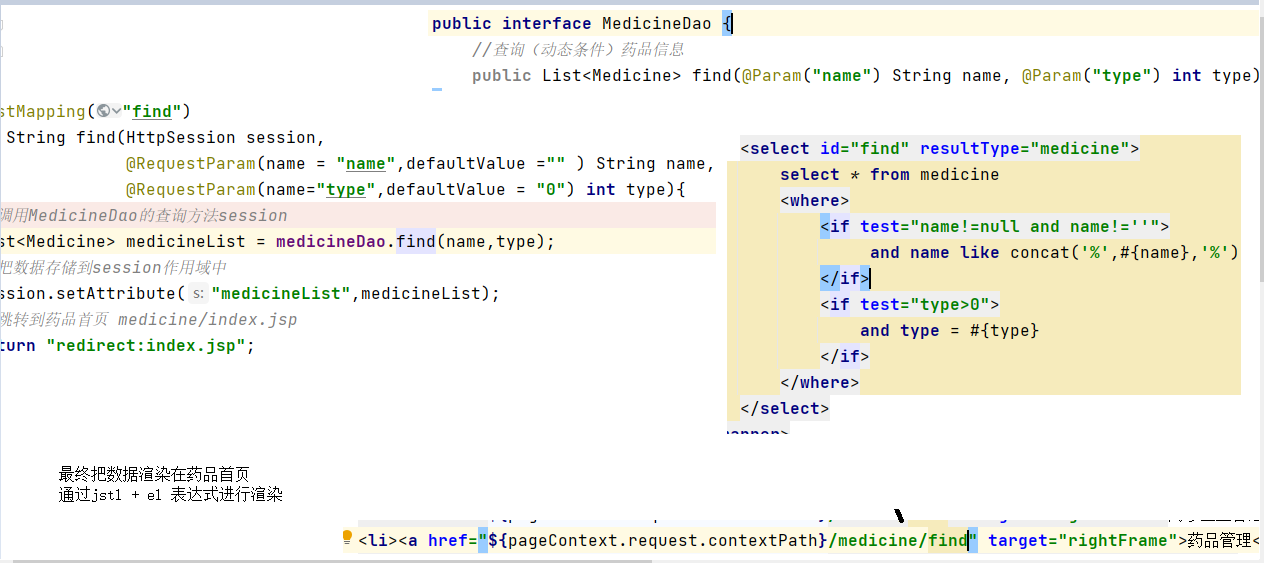 public interface MedicineDao {
//查询（动态条件）药品信息
public List<Medicine> find(@Param("name") String name, @Param("type") int type)
stMapping("find")
String find(HttpSession session,
@RequestParam(name = "name",defaultValue ="" ) String name,
@RequestParam(name="type",defaultValue = "0") int type){
调用MedicineDao的查询方法session
st<Medicine> medicineList = medicineDao.find(name,type);
把数据存储到session作用域中
ssion.setAttribute( s: "medicineList",medicineList);
跳转到药品首页 medicine/index.jsp
turn "redirect:index.jsp";
<select id="find" resultType="medicine">
select * from medicine
<where>
<if test="name!=null and name!=''">
and name like concat('%',#{name},'%')
</if>
<if test="type>0">
and type = #{type}
</if>
</where>
</select>
最终把数据渲染在药品首页
通过jstl + el 表达式进行渲染
<li><a href="${pageContext.request.contextPath}/medicine/find" target="rightFrame">药品管理<